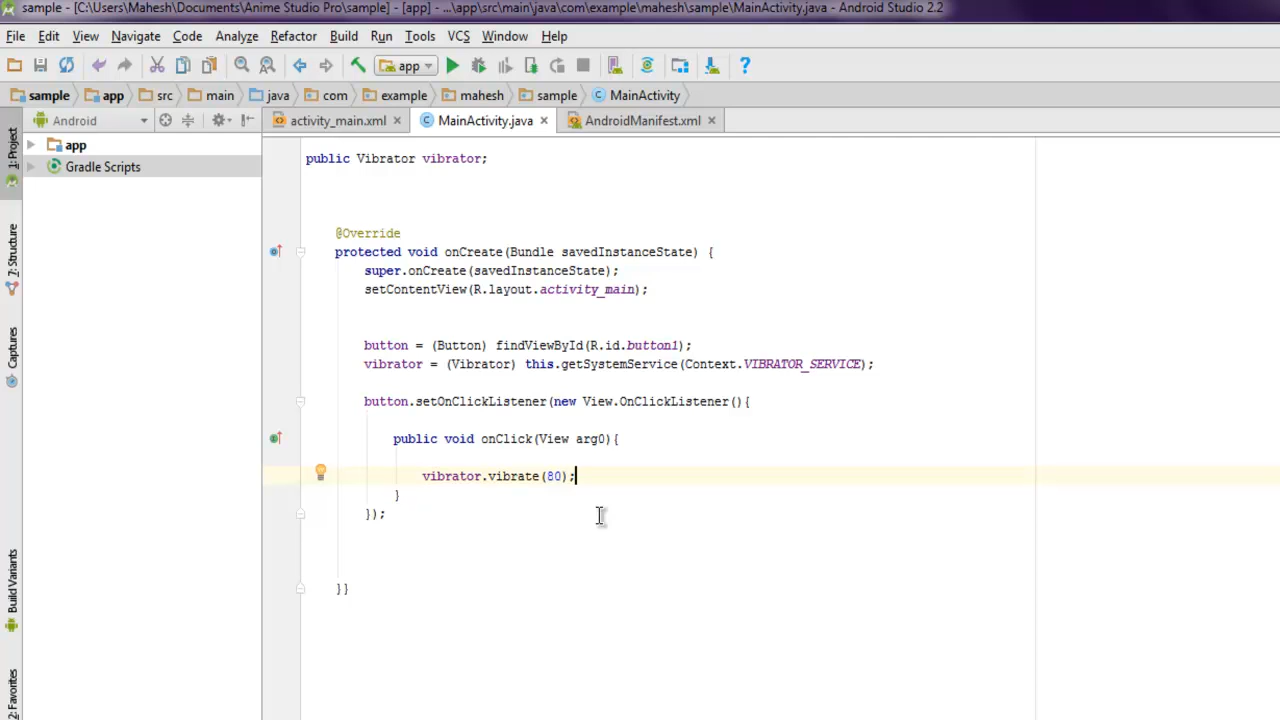 sample - [C:\Users\Mahesh\Documents\Anime Studio Pro\sample] - [app] - ...\app\src\main\java\com\example\mahesh\sample\MainActivity.java - Android Studio 2.2
File Edit View Navigate Code Analyze Refactor Build Run Tools VCS Window Help
app
sample app src main java com example mahesh sample MainActivity
Android
activity_main.xml MainActivity.java AndroidManifest.xml
1: Project
7: Structure
Captures
Build Variants
2: Favorites
app
Gradle Scripts
public Vibrator vibrator;
@Override
protected void onCreate(Bundle savedInstanceState) {
super.onCreate(savedInstanceState);
setContentView(R.layout.activity_main);
button = (Button) findViewById(R.id.button1);
vibrator = (Vibrator) this.getSystemService(Context.VIBRATOR_SERVICE);
button.setOnClickListener(new View.OnClickListener(){
public void onClick(View arg0){
vibrator.vibrate(80);
}
});
}}